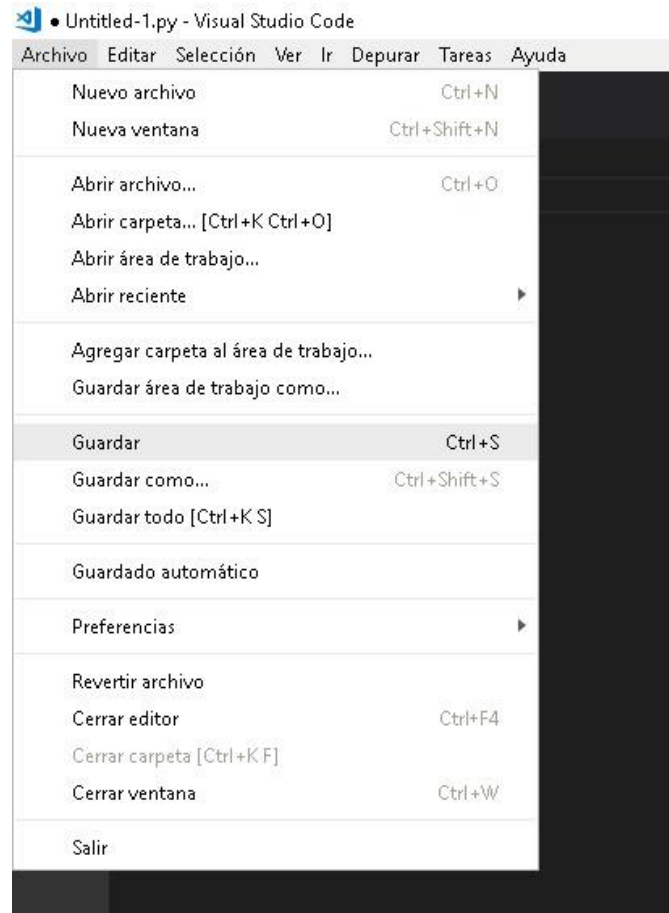 ● Untitled-1.py - Visual Studio Code
Archivo Editar Selección Ver Ir Depurar Tareas Ayuda
Nuevo archivo Ctrl+N
Nueva ventana Ctrl+Shift+N
Abrir archivo... Ctrl+O
Abrir carpeta... [Ctrl+K Ctrl+O]
Abrir área de trabajo...
Abrir reciente
Agregar carpeta al área de trabajo...
Guardar área de trabajo como...
Guardar Ctrl+S
Guardar como... Ctrl+Shift+S
Guardar todo [Ctrl+K S]
Guardado automático
Preferencias
Revertir archivo
Cerrar editor Ctrl+F4
Cerrar carpeta [Ctrl+K F]
Cerrar ventana Ctrl+W
Salir